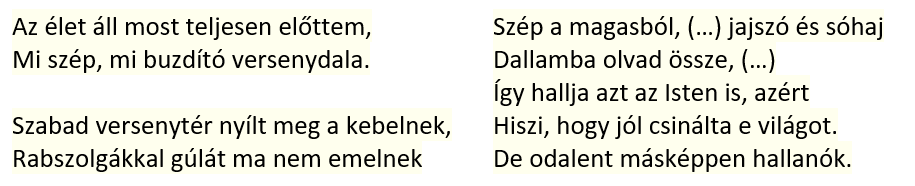 Az élet áll most teljesen előttem,
Mi szép, mi buzdító versenydala.
Szabad versenytér nyílt meg a kebelnek,
Rabszolgákkal gúlát ma nem emelnek
Szép a magasból, (…) jajszó és sóhaj
Dallamba olvad össze, (…)
Így hallja azt az Isten is, azért
Hiszi, hogy jól csinálta e világot.
De odalent másképpen hallanók.